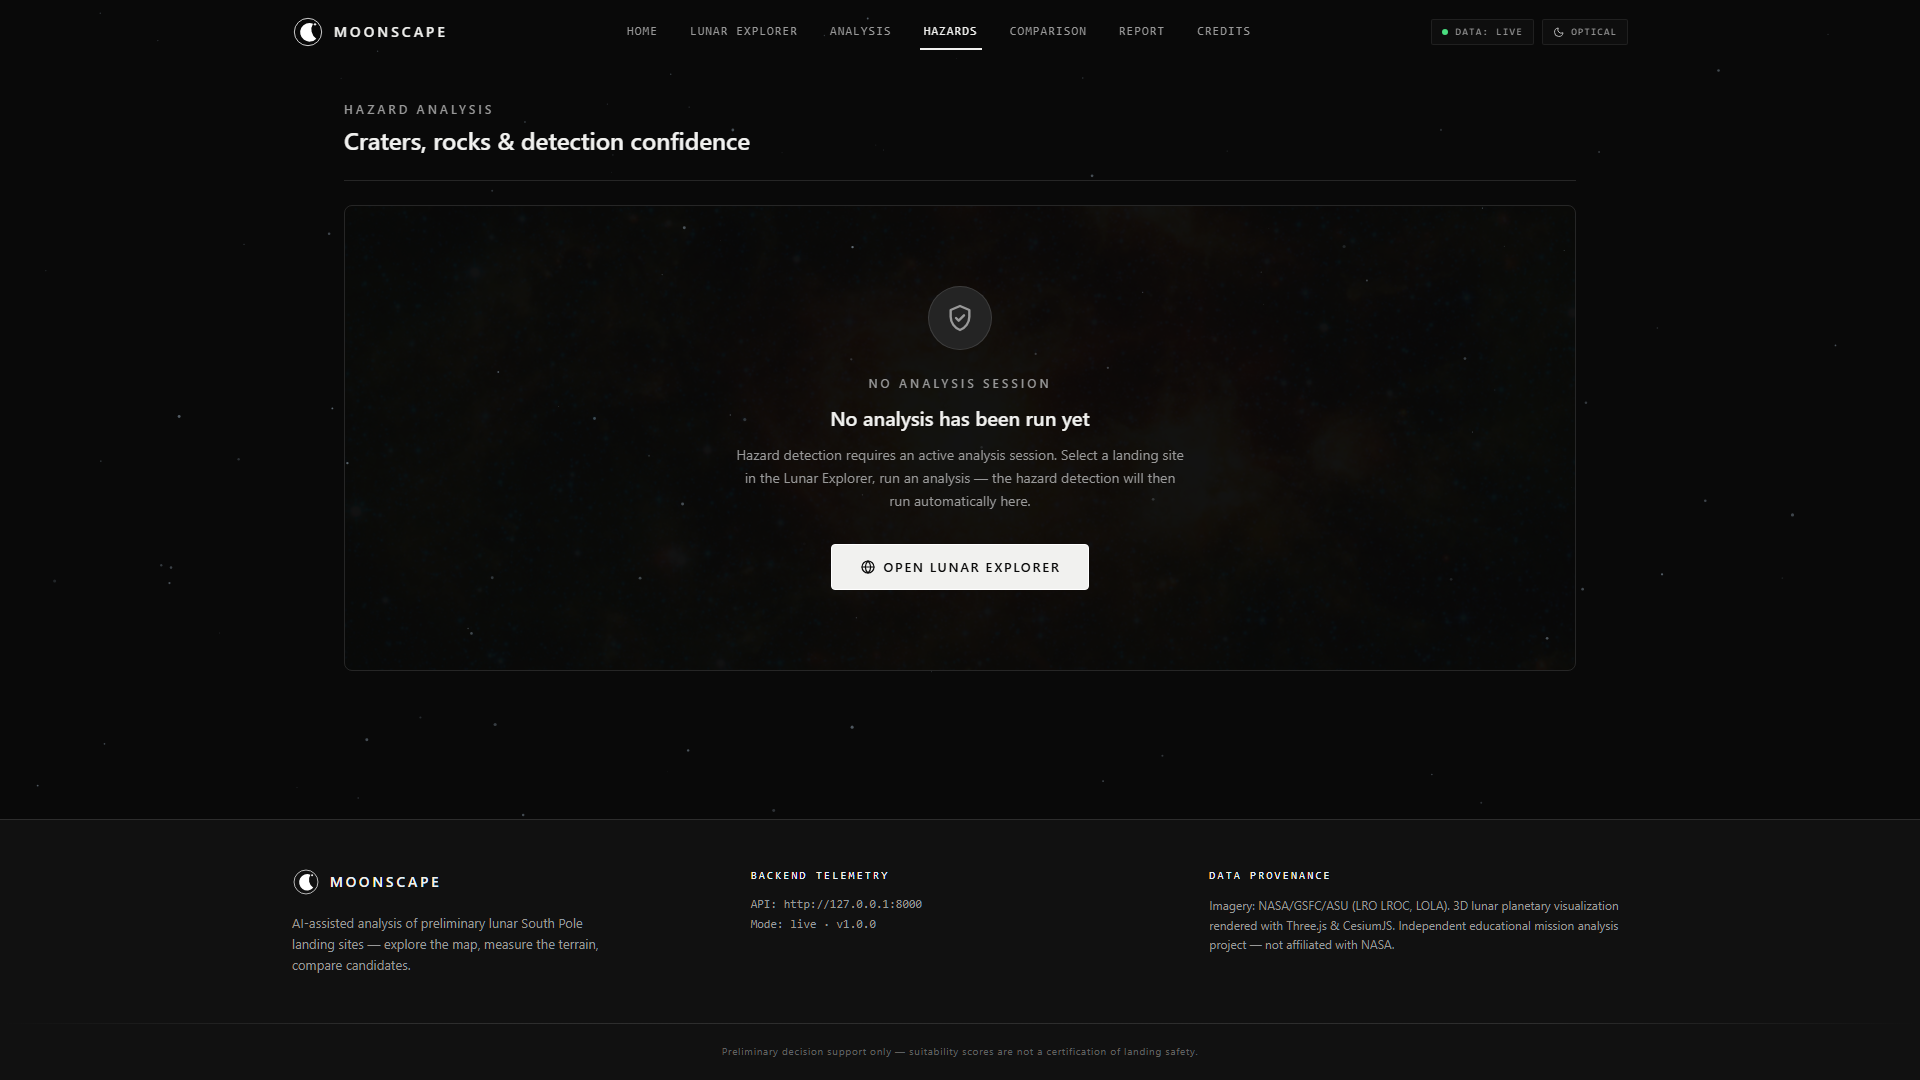 MOONSCAPE
HOME
LUNAR EXPLORER
ANALYSIS
HAZARDS
COMPARISON
REPORT
CREDITS
DATA: LIVE
OPTICAL
HAZARD ANALYSIS
Craters, rocks & detection confidence
NO ANALYSIS SESSION
No analysis has been run yet
Hazard detection requires an active analysis session. Select a landing site
in the Lunar Explorer, run an analysis — the hazard detection will then
run automatically here.
OPEN LUNAR EXPLORER
MOONSCAPE
AI-assisted analysis of preliminary lunar South Pole
landing sites — explore the map, measure the terrain,
compare candidates.
BACKEND TELEMETRY
API: http://127.0.0.1:8000
Mode: live · v1.0.0
DATA PROVENANCE
Imagery: NASA/GSFC/ASU (LRO LROC, LOLA). 3D lunar planetary visualization
rendered with Three.js & CesiumJS. Independent educational mission analysis
project — not affiliated with NASA.
Preliminary decision support only — suitability scores are not a certification of landing safety.